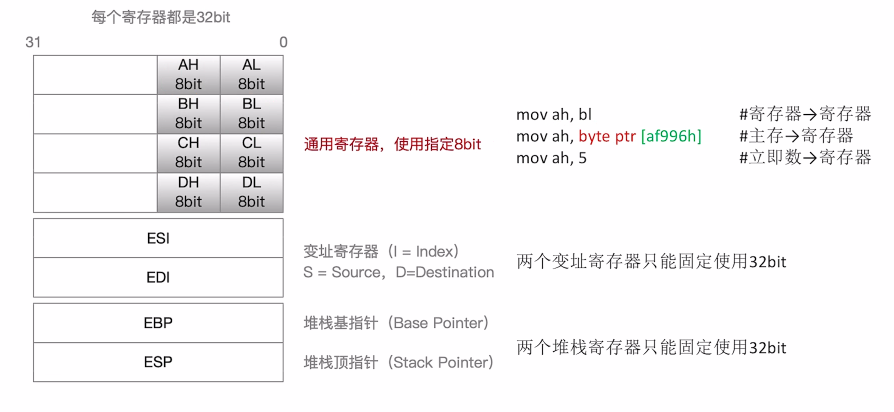 每个寄存器都是32bit
31 0
AH AL
8bit 8bit
BH BL
8bit 8bit
CH CL
8bit 8bit
DH DL
8bit 8bit
通用寄存器，使用指定8bit
mov ah, bl #寄存器→寄存器
mov ah, byte ptr [af996h] #主存→寄存器
mov ah, 5 #立即数→寄存器
ESI
EDI
变址寄存器（I = Index）
S = Source，D=Destination
两个变址寄存器只能固定使用32bit
EBP
ESP
堆栈基指针（Base Pointer）
堆栈顶指针（Stack Pointer）
两个堆栈寄存器只能固定使用32bit